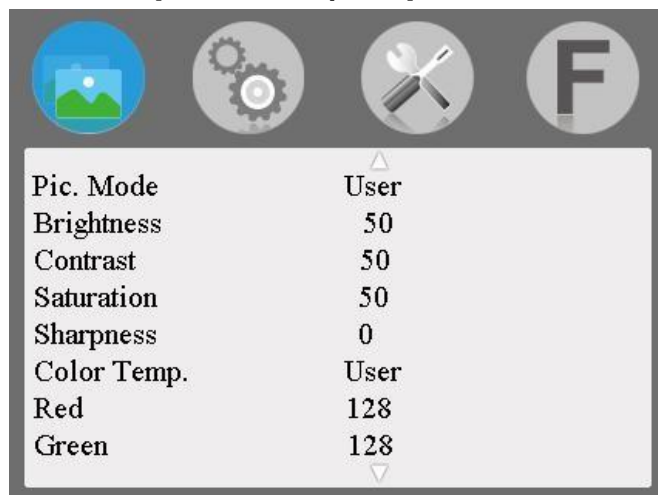 F
Pic. Mode User
Brightness 50
Contrast 50
Saturation 50
Sharpness 0
Color Temp. User
Red 128
Green 128